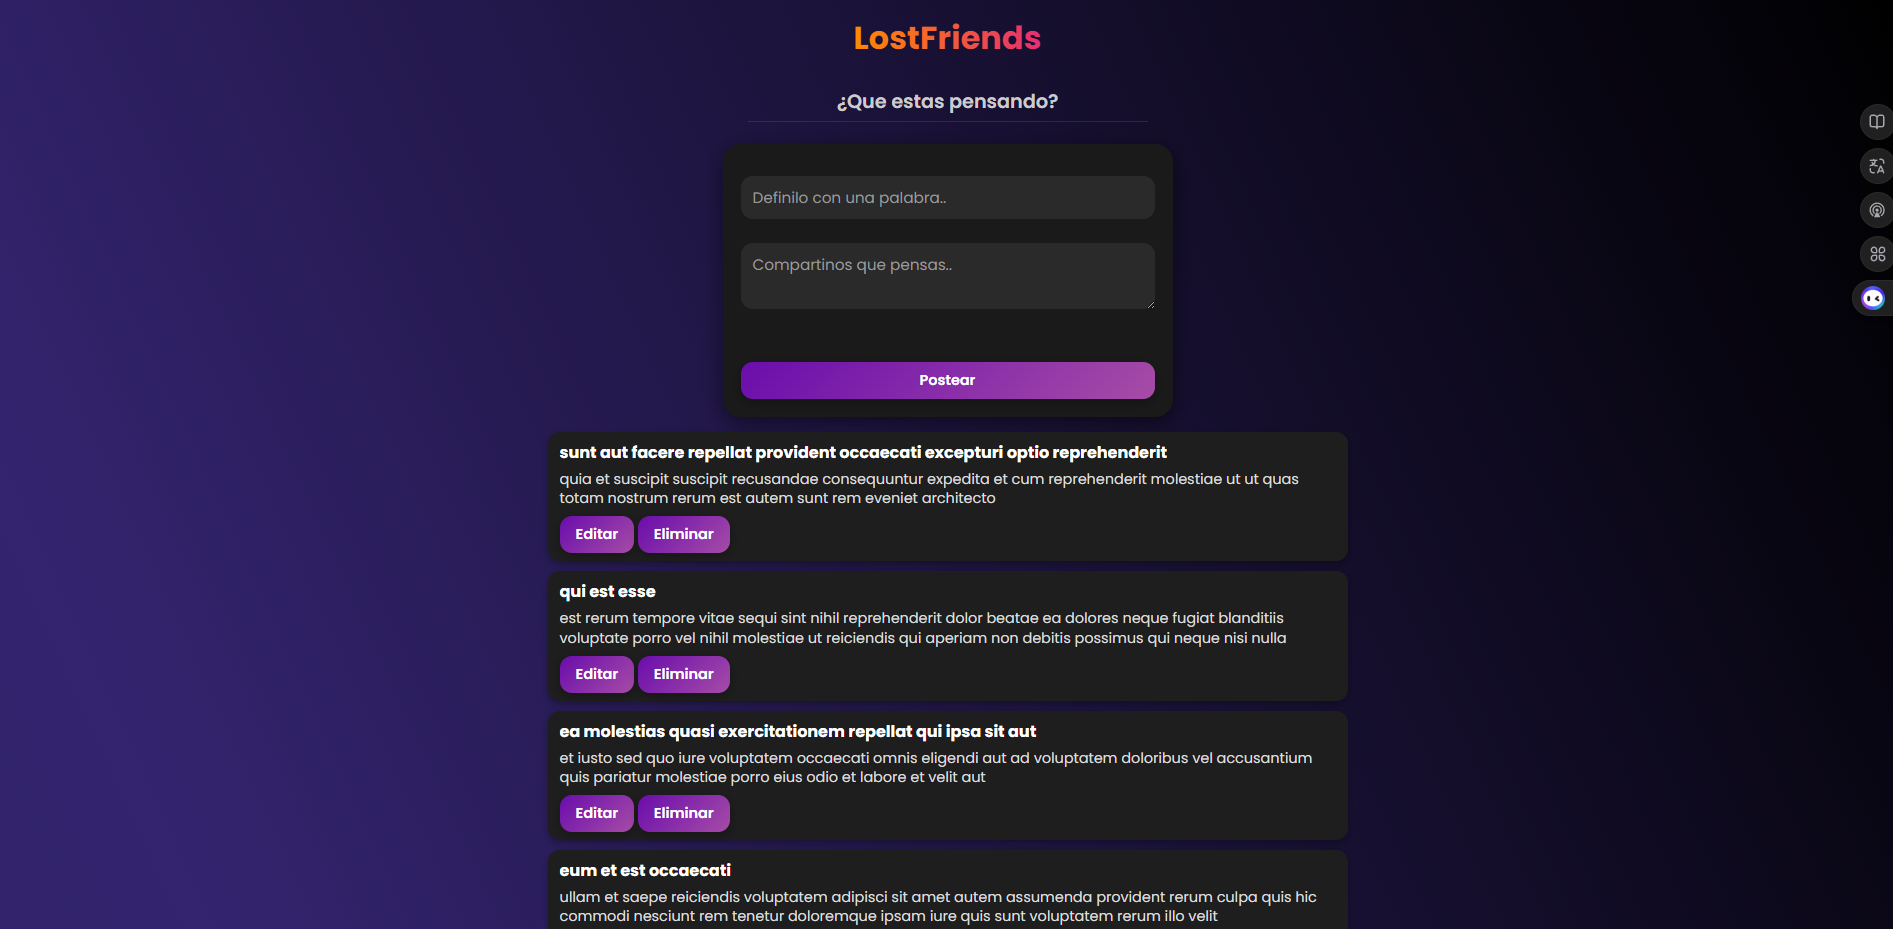 LostFriends
¿Que estas pensando?
Definilo con una palabra..
Compartinos que pensas..
Postear
sunt aut facere repellat provident occaecati excepturi optio reprehenderit
quia et suscipit suscipit recusandae consequuntur expedita et cum reprehenderit molestiae ut ut quas
totam nostrum rerum est autem sunt rem eveniet architecto
Editar Eliminar
qui est esse
est rerum tempore vitae sequi sint nihil reprehenderit dolor beatae ea dolores neque fugiat blanditiis
voluptate porro vel nihil molestiae ut reiciendis qui aperiam non debitis possimus qui neque nisi nulla
Editar Eliminar
ea molestias quasi exercitationem repellat qui ipsa sit aut
et iusto sed quo iure voluptatem occaecati omnis eligendi aut ad voluptatem doloribus vel accusantium
quis pariatur molestiae porro eius odio et labore et velit aut
Editar Eliminar
eum et est occaecati
ullam et saepe reiciendis voluptatem adipisci sit amet autem assumenda provident rerum culpa quis hic
commodi nesciunt rem tenetur doloremque ipsam iure quis sunt voluptatem rerum illo velit